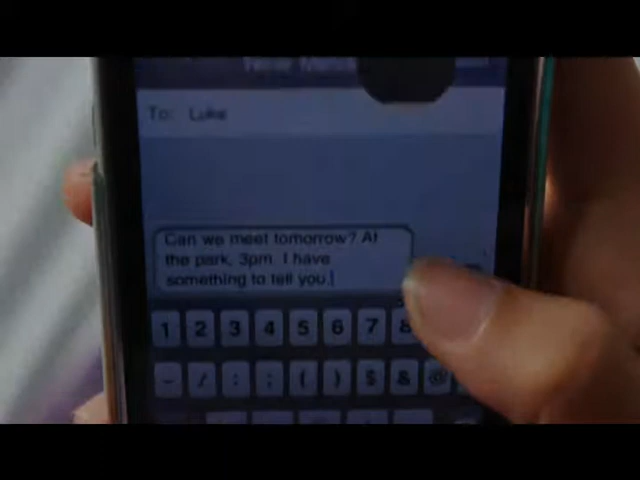 To: Luke
Can we meet tomorrow? At
the park, 3pm. I have
something to tell you.
1 2 3 4 5 6 7 8
- / : ; ( ) $ & @